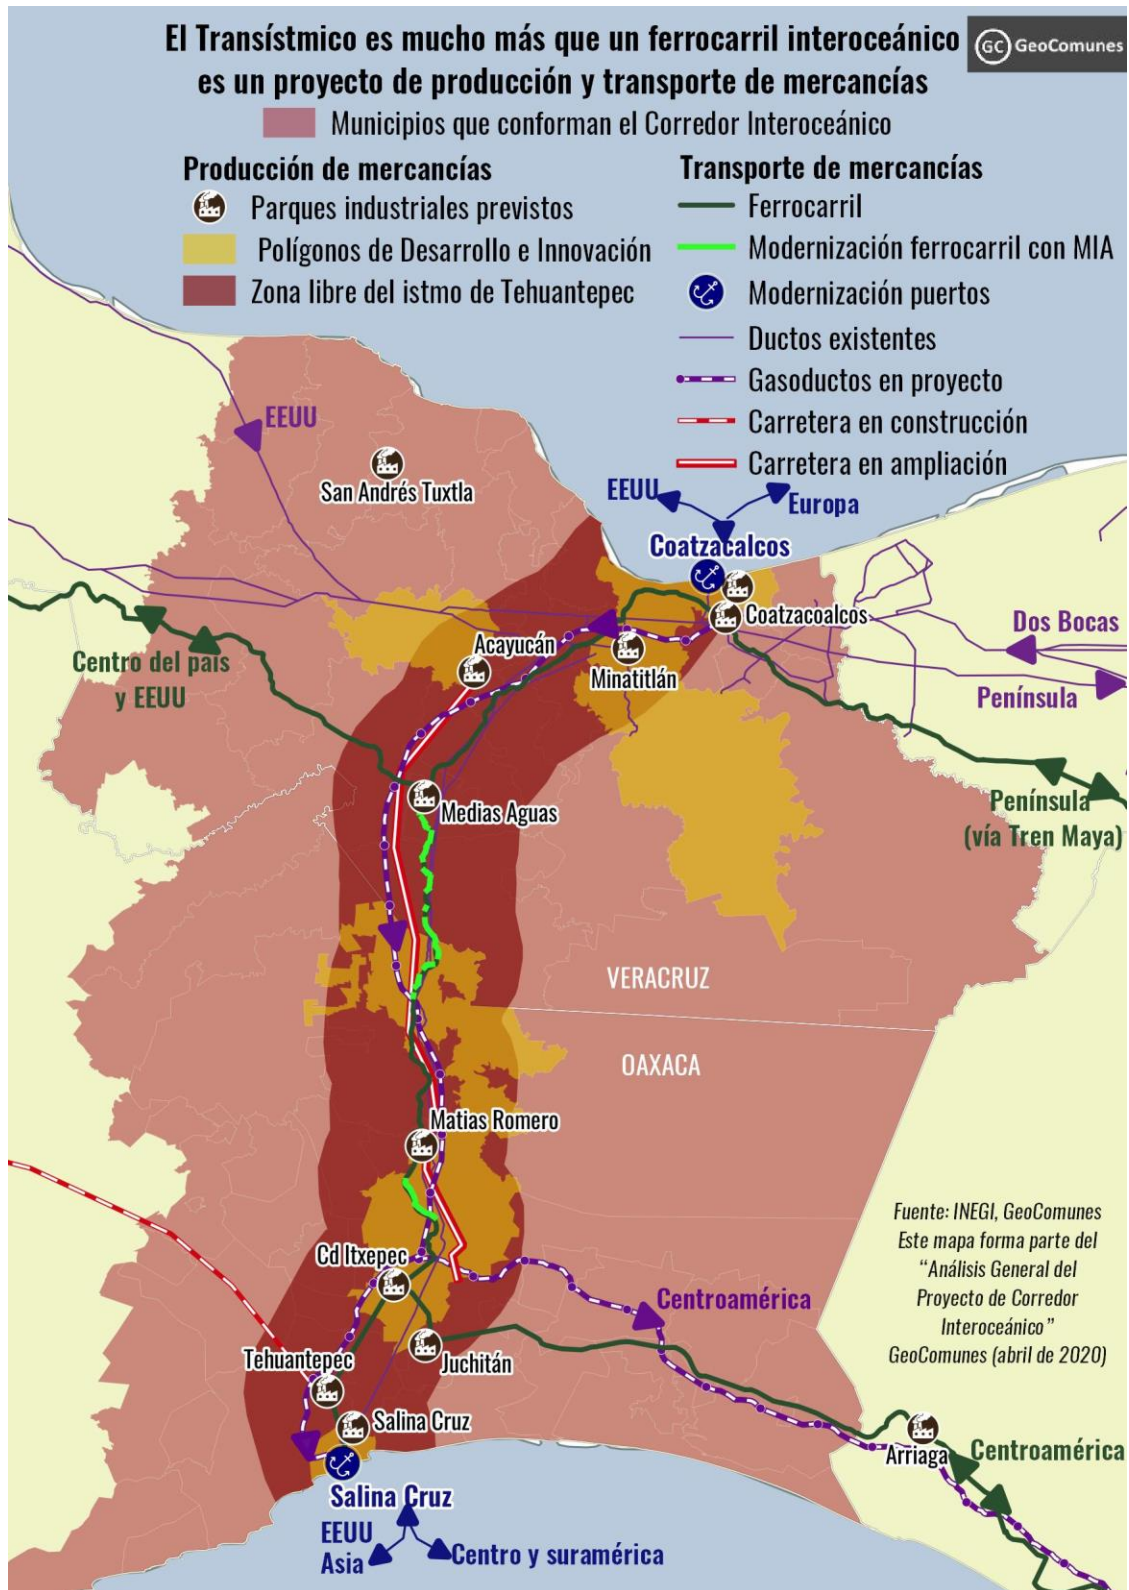 El Transístmico es mucho más que un ferrocarril interoceánico
es un proyecto de producción y transporte de mercancías
GC GeoComunes
Municipios que conforman el Corredor Interoceánico
Producción de mercancías
Parques industriales previstos
Polígonos de Desarrollo e Innovación
Zona libre del istmo de Tehuantepec
Transporte de mercancías
Ferrocarril
Modernización ferrocarril con MIA
Modernización puertos
Ductos existentes
Gasoductos en proyecto
Carretera en construcción
Carretera en ampliación
EEUU
San Andrés Tuxtla
EEUU
Europa
Coatzacalcos
Coatzacoalcos
Dos Bocas
Centro del país
y EEUU
Acayucán
Minatitlán
Península
Medias Aguas
Península
(vía Tren Maya)
VERACRUZ
OAXACA
Matias Romero
Fuente: INEGI, GeoComunes
Este mapa forma parte del
“Análisis General del
Proyecto de Corredor
Interoceánico”
GeoComunes (abril de 2020)
Cd Itxepec
Centroamérica
Tehuantepec
Juchitán
Salina Cruz
Arriaga
Centroamérica
Salina Cruz
EEUU
Asia
Centro y suramérica